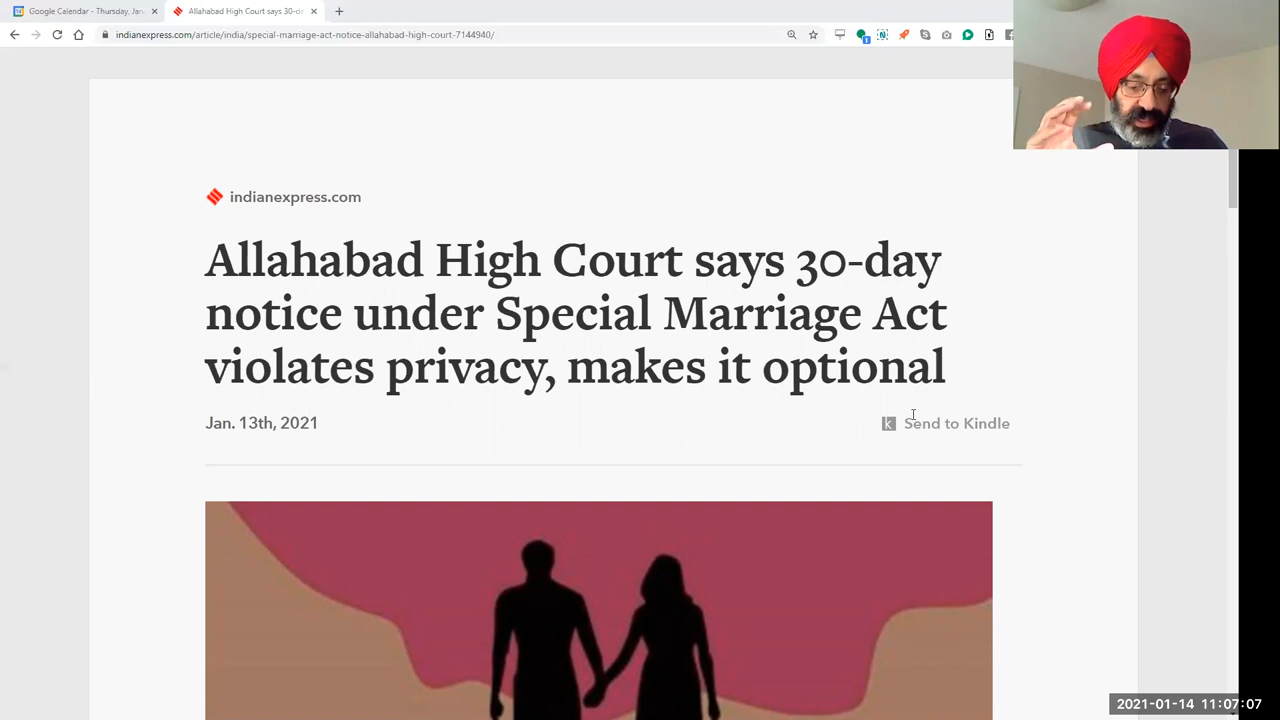 Google Calendar - Thursday, Jan
Allahabad High Court says 30-d
indianexpress.com/article/india/special-marriage-act-notice-allahabad-high-court-7144940/
indianexpress.com
Allahabad High Court says 30-day
notice under Special Marriage Act
violates privacy, makes it optional
Jan. 13th, 2021
Send to Kindle
2021-01-14 11:07:07